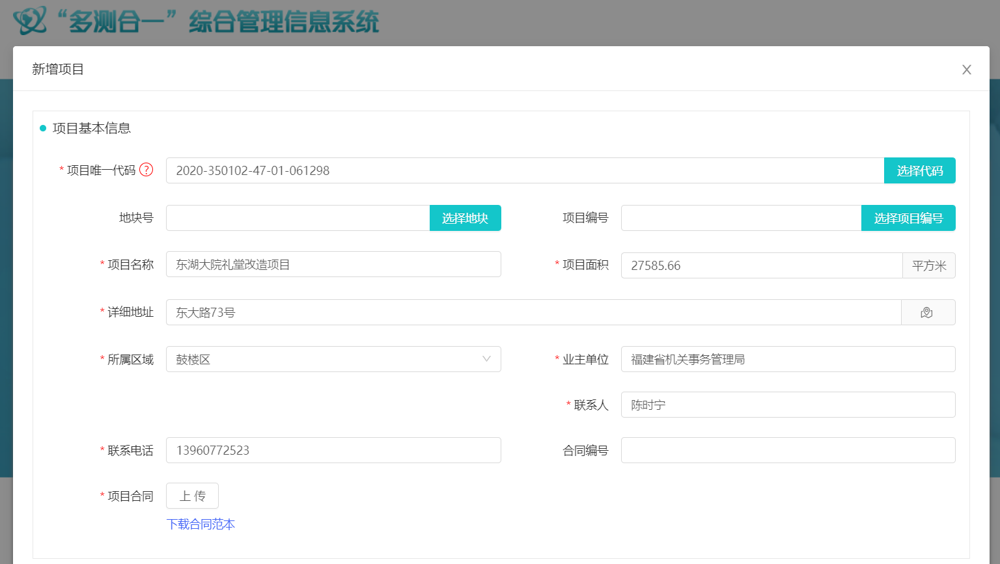 “多测合一”综合管理信息系统
新增项目
项目基本信息
* 项目唯一代码 ? 2020-350102-47-01-061298 选择代码
地块号 选择地块 项目编号 选择项目编号
* 项目名称 东湖大院礼堂改造项目 * 项目面积 27585.66 平方米
* 详细地址 东大路73号
* 所属区域 鼓楼区 * 业主单位 福建省机关事务管理局
* 联系人 陈时宁
* 联系电话 13960772523 合同编号
* 项目合同 上传
下载合同范本